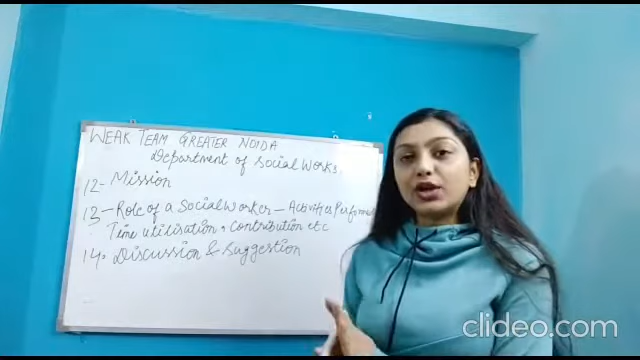 WEAK TEAM GREATER NOIDA
Department of Social Works
12- Mission
13- Role of a Social Worker - Activities Performed
Time utilisation, Contribution etc
14. Discussion & Suggestion
clideo.com